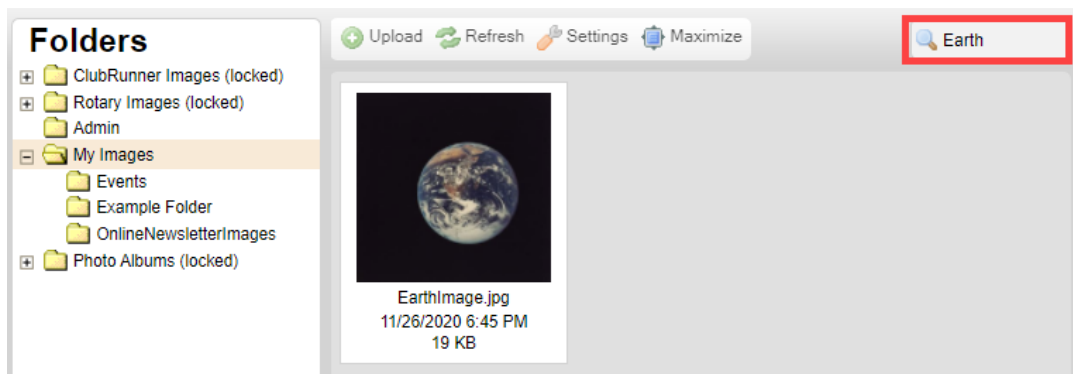 Folders
ClubRunner Images (locked)
Rotary Images (locked)
Admin
My Images
Events
Example Folder
OnlineNewsletterImages
Photo Albums (locked)
Upload Refresh Settings Maximize
Earth
EarthImage.jpg
11/26/2020 6:45 PM
19 KB